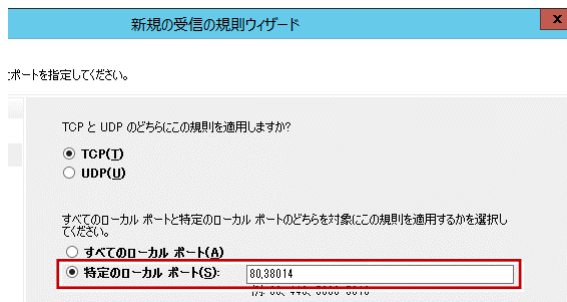 新規の受信の規則ウィザード
x
ポートを指定してください。
TCP と UDP のどちらにこの規則を適用しますか?
TCP(T)
UDP(U)
すべてのローカル ポートと特定のローカル ポートのどちらを対象にこの規則を適用するかを選択し
てください。
すべてのローカル ポート(A)
特定のローカル ポート(S):
80,38014